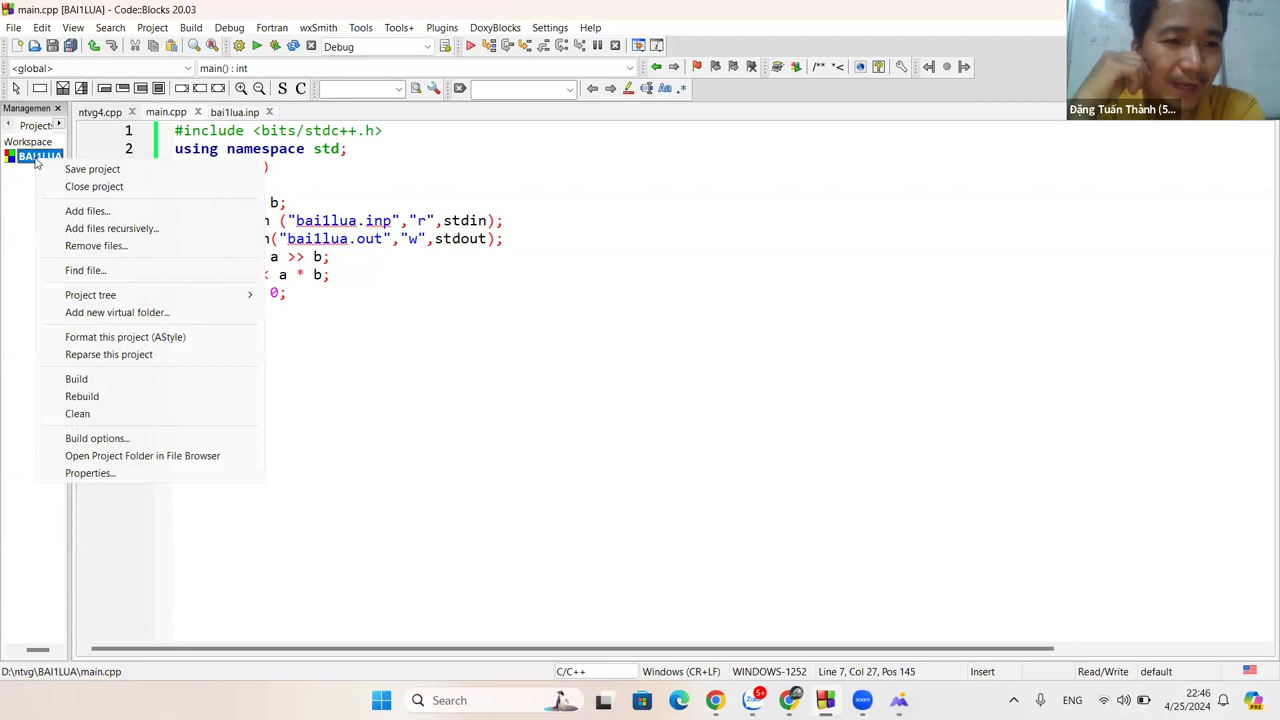 main.cpp [BAI1LUA] - Code::Blocks 20.03
File Edit View Search Project Build Debug Fortran wxSmith Tools Tools+ Plugins DoxyBlocks Settings Help
Debug
<global> main() : int
/** *<
S C
Aa .*
Managemen
Projects
ntvg4.cpp main.cpp bai1lua.inp
Workspace
BAI1LUA
1 #include <bits/stdc++.h>
2 using namespace std;
)
b;
n ("bai1lua.inp","r",stdin);
n("bai1lua.out","w",stdout);
a >> b;
< a * b;
0;
Save project
Close project
Add files...
Add files recursively...
Remove files...
Find file...
Project tree
Add new virtual folder...
Format this project (AStyle)
Reparse this project
Build
Rebuild
Clean
Build options...
Open Project Folder in File Browser
Properties...
Đặng Tuấn Thành (5...
D:\ntvg\BAI1LUA\main.cpp C/C++ Windows (CR+LF) WINDOWS-1252 Line 7, Col 27, Pos 145 Insert Read/Write default
Search
Zalo
5+
zoom
ENG
22:46
4/25/2024
PRE